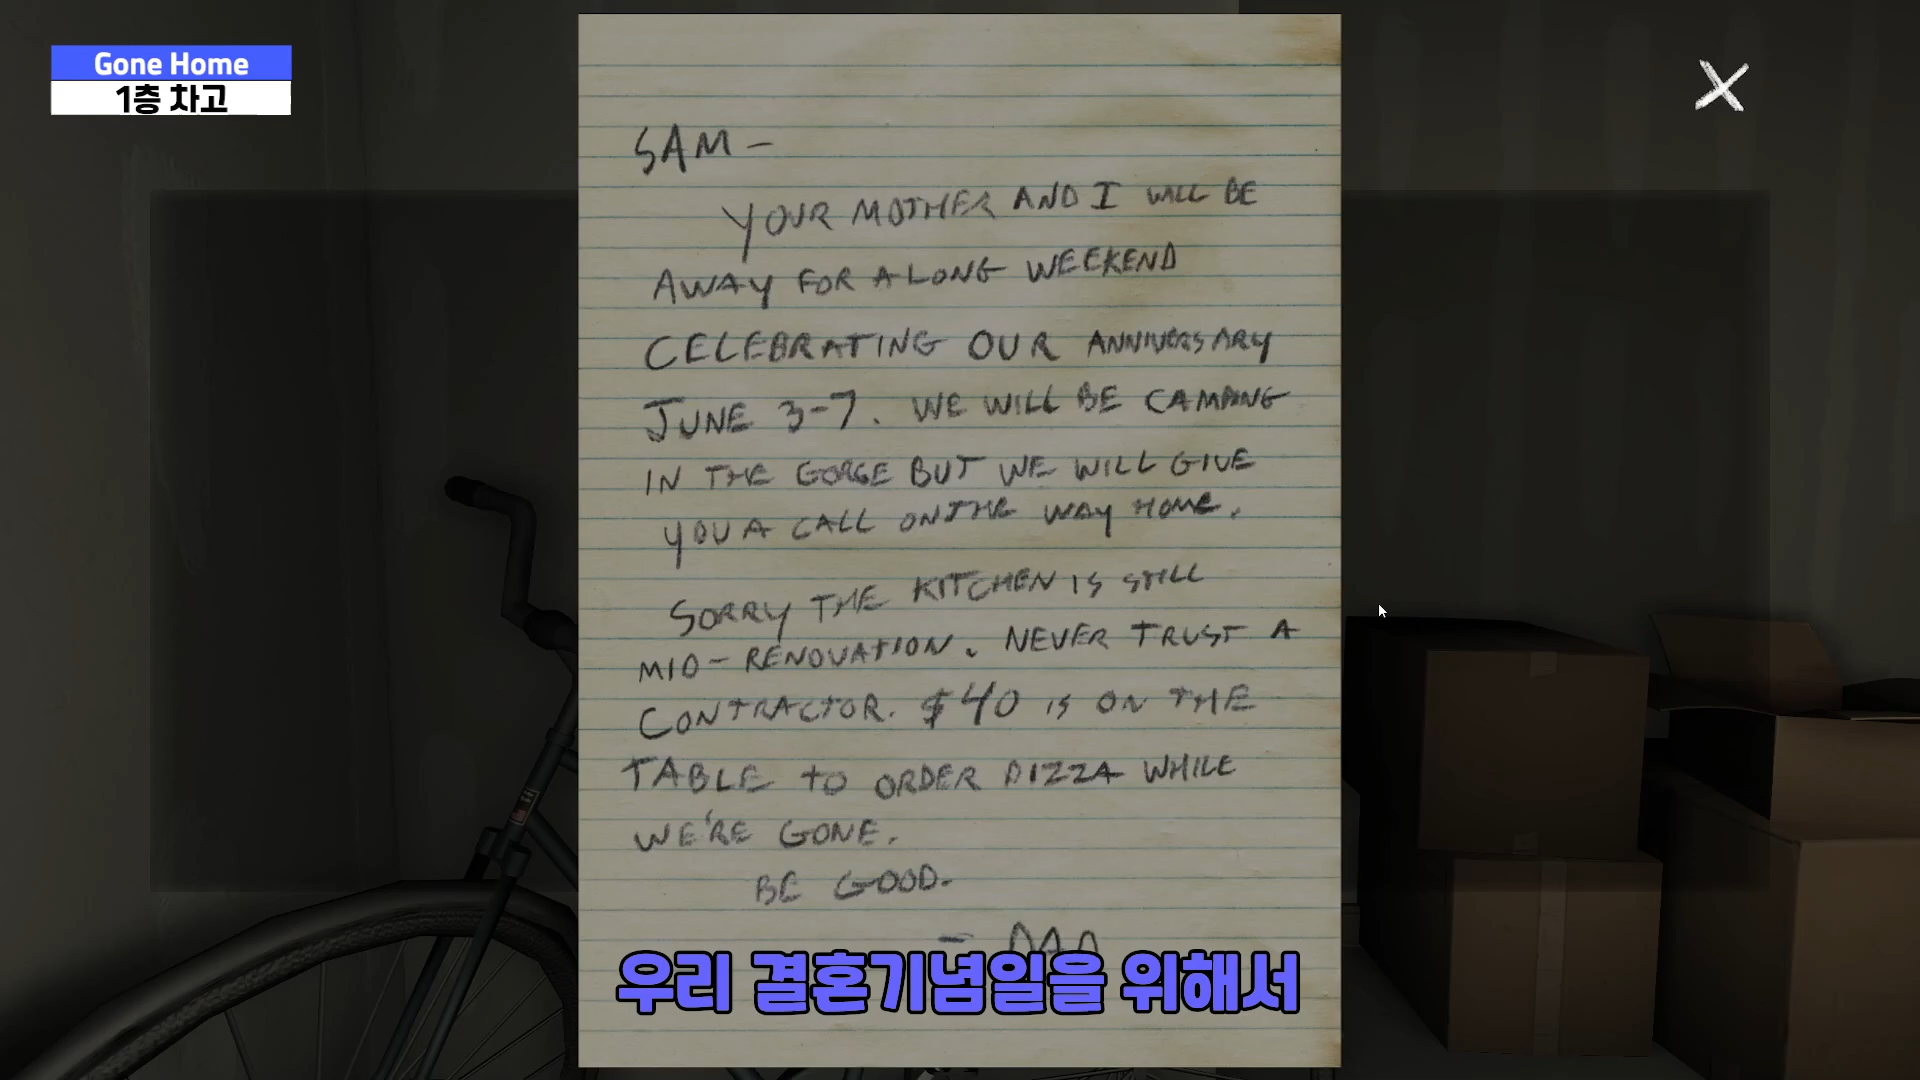 Gone Home
1층 차고
SAM –
YOUR MOTHER AND I WILL BE
AWAY FOR A LONG WEEKEND
CELEBRATING OUR ANNIVERSARY
JUNE 3-7. WE WILL BE CAMPING
IN THE GORGE BUT WE WILL GIVE
YOU A CALL ON THE WAY HOME.
SORRY THE KITCHEN IS STILL
MID-RENOVATION. NEVER TRUST A
CONTRACTOR. $40 IS ON THE
TABLE TO ORDER PIZZA WHILE
WE'RE GONE.
BE GOOD.
– DAD
우리 결혼기념일을 위해서